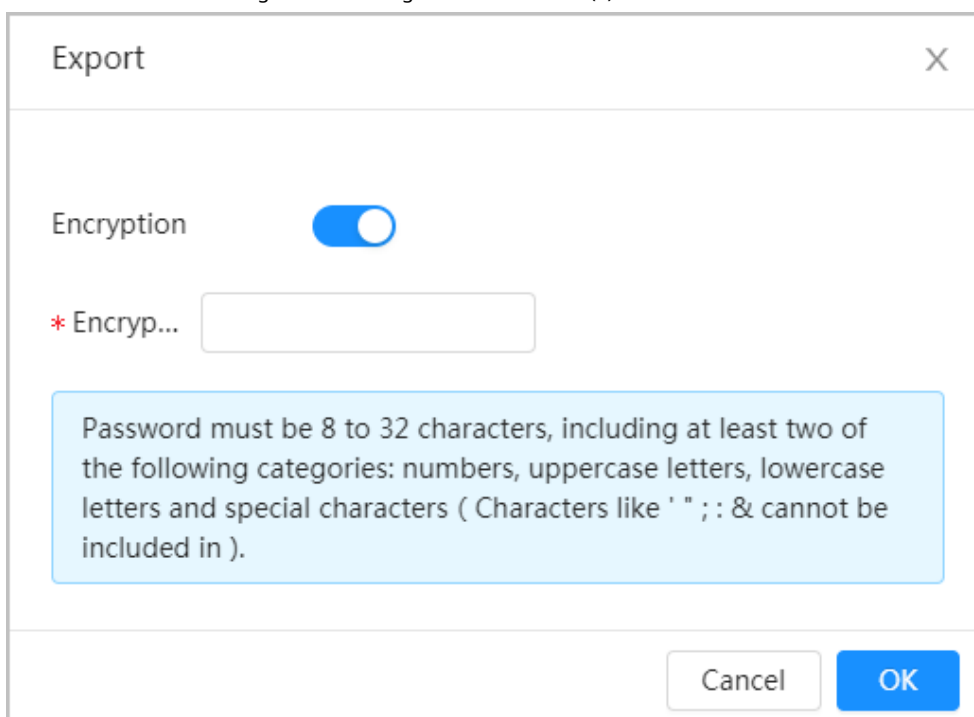 Export X
Encryption
* Encryp...
Password must be 8 to 32 characters, including at least two of
the following categories: numbers, uppercase letters, lowercase
letters and special characters ( Characters like ' " ; : & cannot be
included in ).
Cancel OK